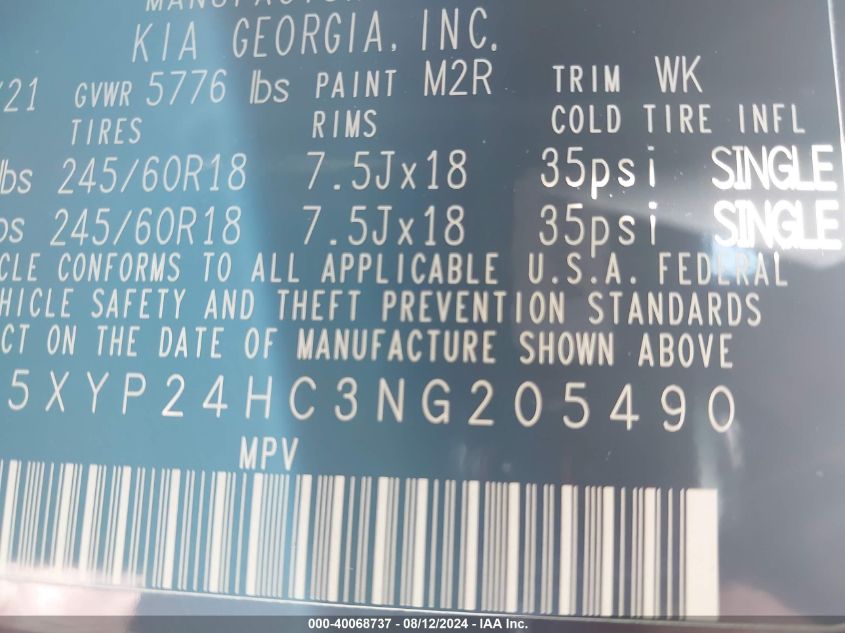 MANUFACTUR
KIA GEORGIA, INC.
/21 GVWR 5776 lbs PAINT M2R TRIM WK
TIRES RIMS COLD TIRE INFL
lbs 245/60R18 7.5Jx18 35psi SINGLE
bs 245/60R18 7.5Jx18 35psi SINGLE
CLE CONFORMS TO ALL APPLICABLE U.S.A. FEDERAL
HICLE SAFETY AND THEFT PREVENTION STANDARDS
CT ON THE DATE OF MANUFACTURE SHOWN ABOVE
5XYP24HC3NG205490
MPV
000-40068737 - 08/12/2024 - IAA Inc.